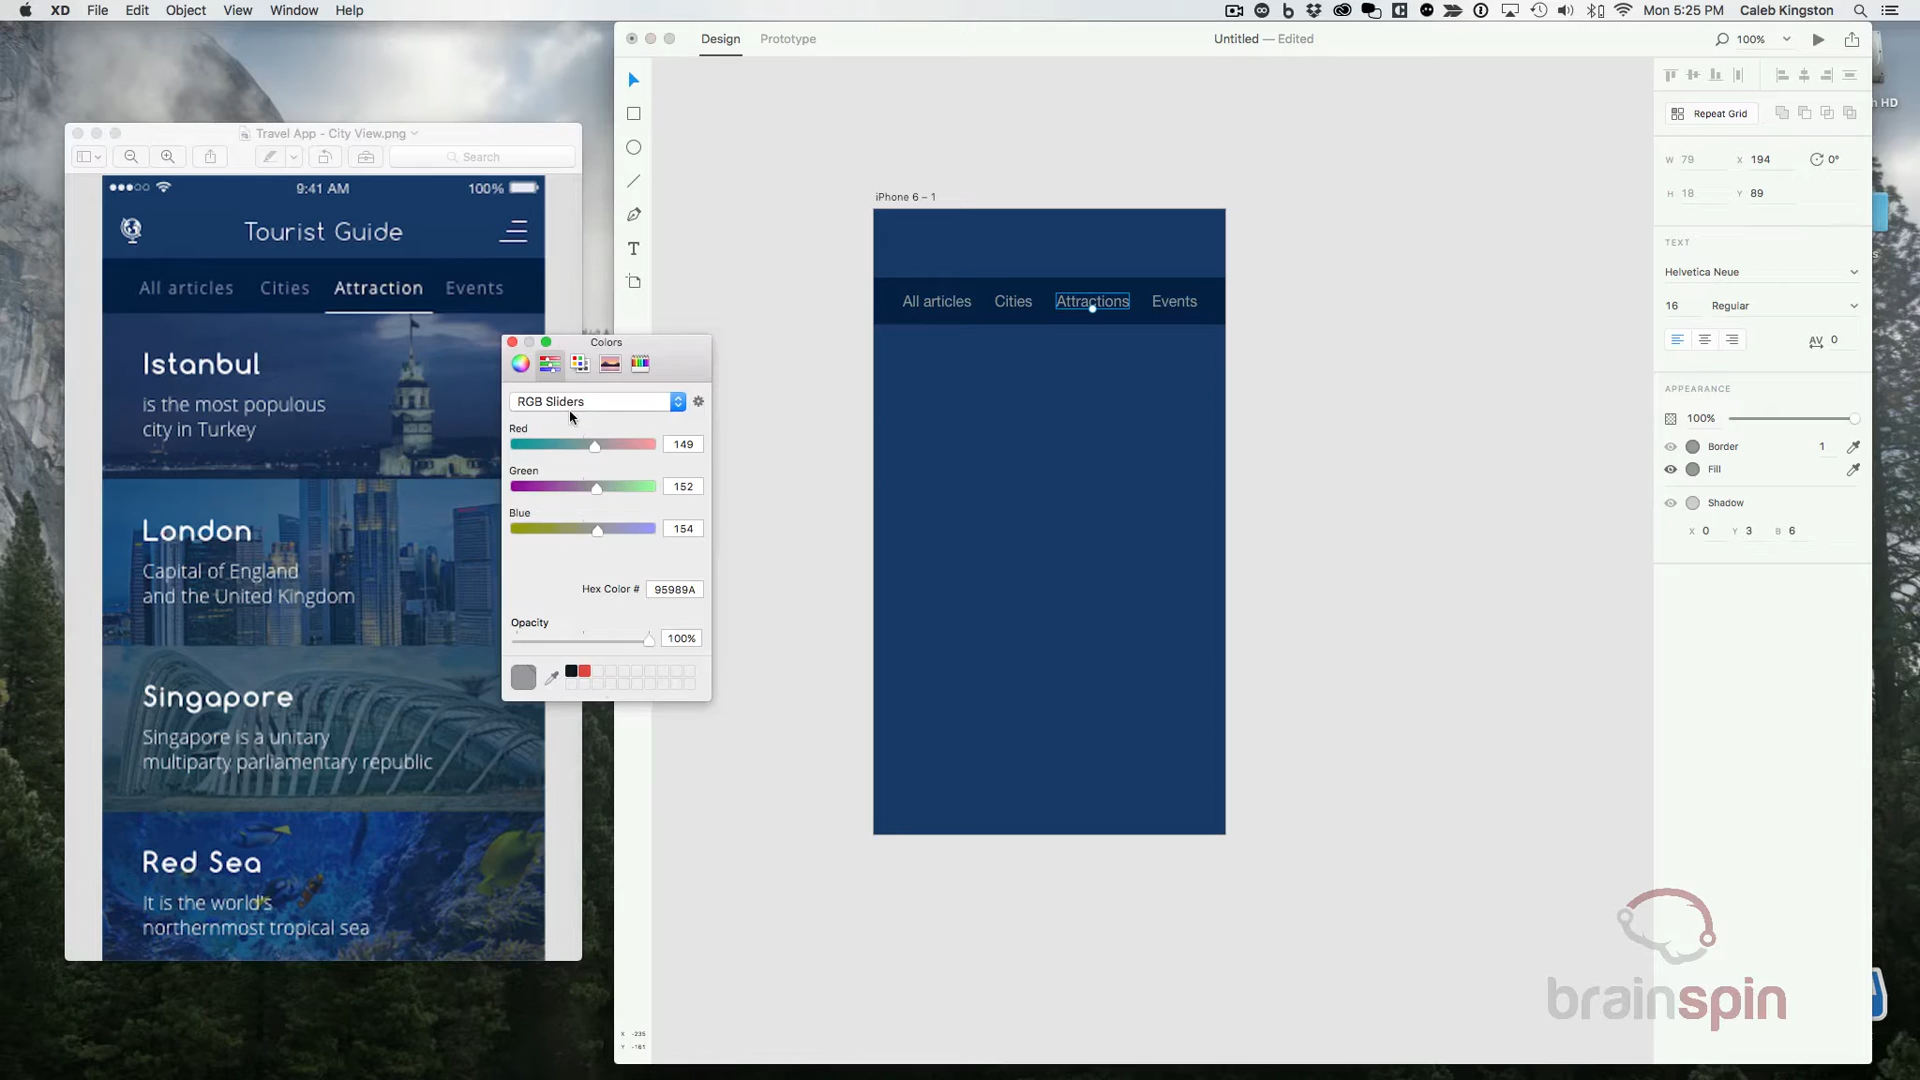 XD File Edit Object View Window Help
Mon 5:25 PM Caleb Kingston
Design Prototype
Untitled — Edited
100%
HD
Travel App - City View.png
Search
9:41 AM 100%
Tourist Guide
All articles Cities Attraction Events
Istanbul
is the most populous
city in Turkey
London
Capital of England
and the United Kingdom
Singapore
Singapore is a unitary
multiparty parliamentary republic
Red Sea
It is the world's
northernmost tropical sea
Colors
RGB Sliders
Red
149
Green
152
Blue
154
Hex Color # 95989A
Opacity
100%
iPhone 6 – 1
All articles Cities Attractions Events
X -235
Y -161
Repeat Grid
W 79 X 194 0°
H 18 Y 89
TEXT
Helvetica Neue
16 Regular
AV 0
APPEARANCE
100%
Border 1
Fill
Shadow
X 0 Y 3 B 6
brainspin